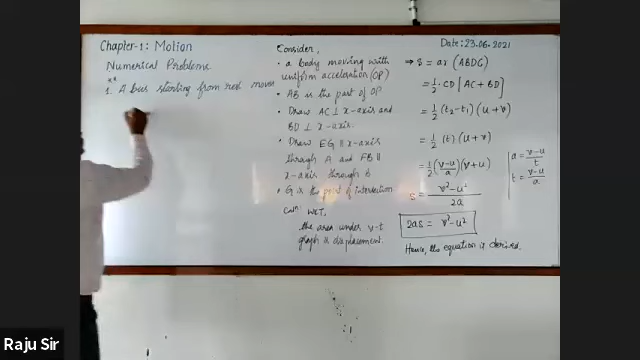 Chapter-1: Motion
Numerical Problems
**
1. A bus starting from rest moves
Consider,
• a body moving with
uniform acceleration (OP)
• AB is the part of OP
• Draw AC ⊥ x-axis and
BD ⊥ x-axis.
• Draw EG || x-axis
through A and FB ||
x-axis through B
• G is the point of intersection
WKT,
the area under v-t
graph is displacement.
Date: 23.06.2021
⇒ S = ar (ABDC)
= 1/2 · CD [AC + BD]
= 1/2 (t2-t1) (u+v)
= 1/2 (t) (u+v)
= 1/2 (v-u/a) (v+u)
S = v²-u² / 2a
2as = v²-u²
Hence, the equation is derived.
a = v-u/t
t = v-u/a
Raju Sir